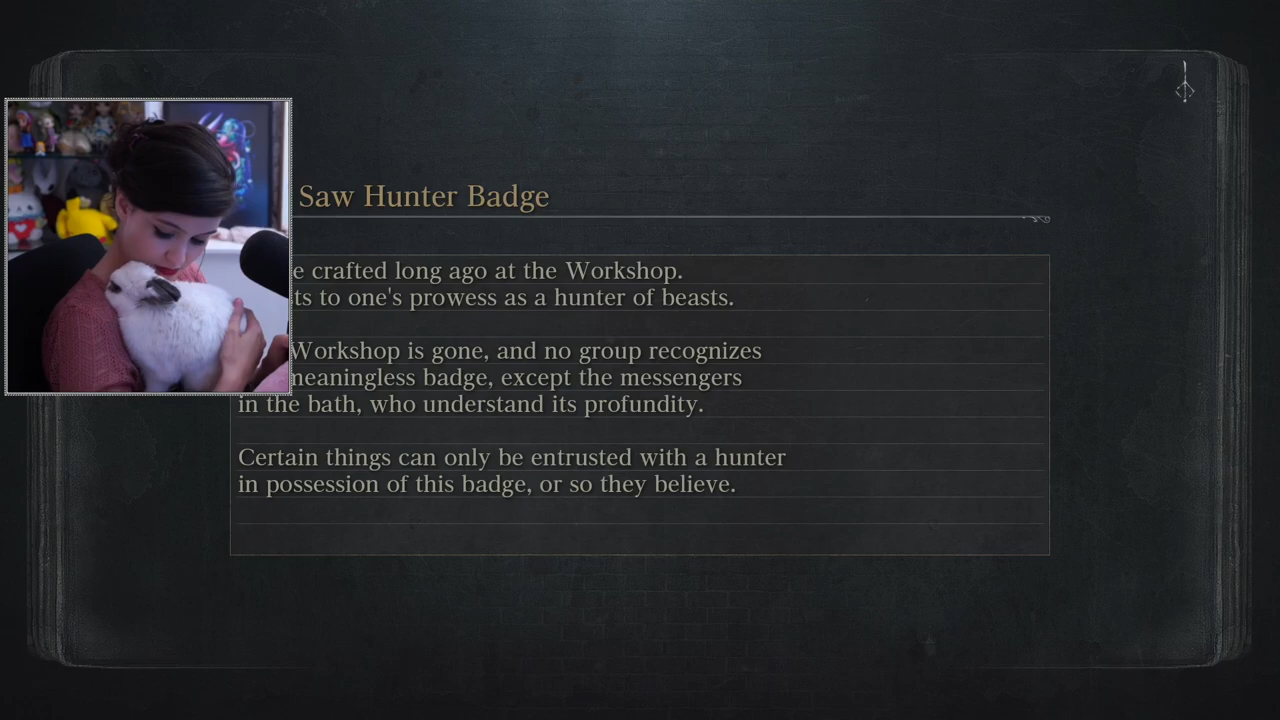 Saw Hunter Badge
crafted long ago at the Workshop.
to one's prowess as a hunter of beasts.
Workshop is gone, and no group recognizes
meaningless badge, except the messengers
in the bath, who understand its profundity.
Certain things can only be entrusted with a hunter
in possession of this badge, or so they believe.